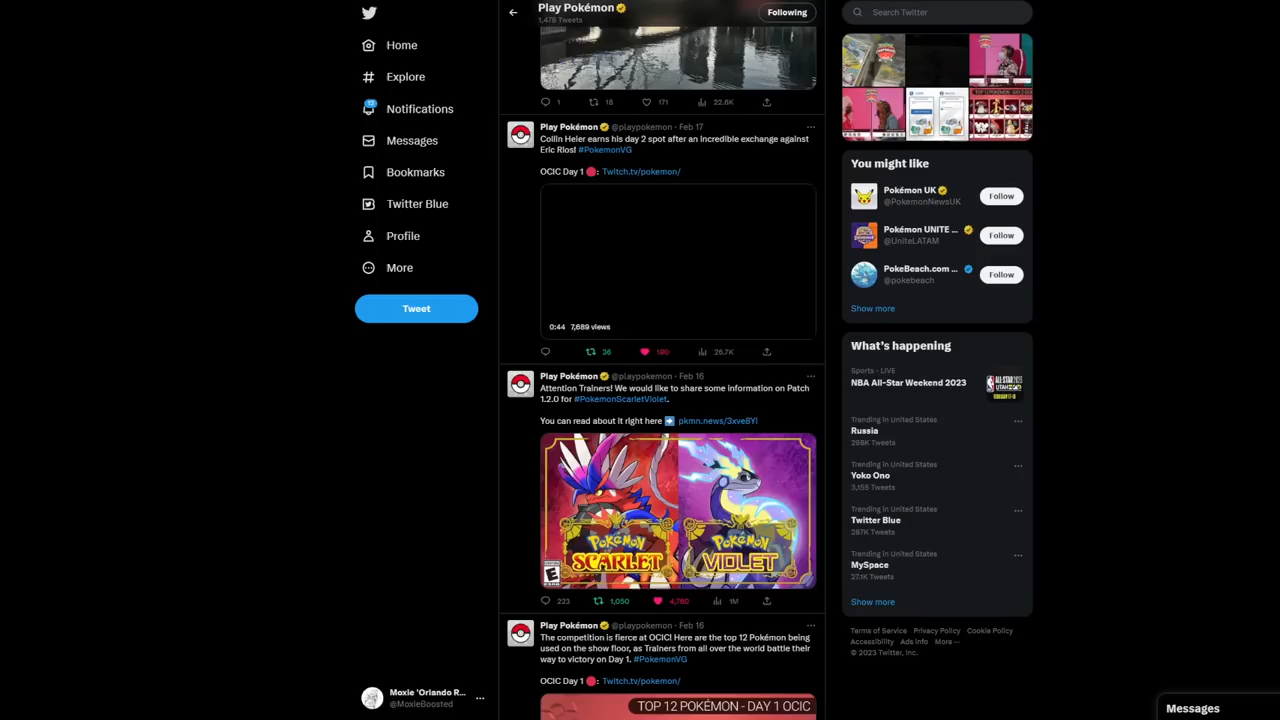 Home
Explore
13
Notifications
Messages
Bookmarks
Twitter Blue
Profile
More
Tweet
Moxie 'Orlando R...
@MoxieBoosted
Play Pokémon
1,478 Tweets
Following
1
18
171
22.6K
Play Pokémon @playpokemon · Feb 17
Collin Heier earns his day 2 spot after an incredible exchange against
Eric Rios! #PokemonVG
OCIC Day 1 🔴: Twitch.tv/pokemon/
0:44 7,689 views
36
190
26.7K
Play Pokémon @playpokemon · Feb 16
Attention Trainers! We would like to share some information on Patch
1.2.0 for #PokemonScarletViolet.
You can read about it right here ➡ pkmn.news/3xve8Yl
POKéMON
SCARLET
POKéMON
VIOLET
EVERYONE
E
ESRB
223
1,050
4,760
1M
Play Pokémon @playpokemon · Feb 16
The competition is fierce at OCIC! Here are the top 12 Pokémon being
used on the show floor, as Trainers from all over the world battle their
way to victory on Day 1. #PokemonVG
OCIC Day 1 🔴: Twitch.tv/pokemon/
TOP 12 POKÉMON - DAY 1 OCIC
Search Twitter
You might like
Pokémon UK
@PokemonNewsUK
Follow
Pokémon UNITE ...
@UniteLATAM
Follow
PokeBeach.com ...
@pokebeach
Follow
Show more
What's happening
Sports · LIVE
NBA All-Star Weekend 2023
Trending in United States
Russia
298K Tweets
Trending in United States
Yoko Ono
3,155 Tweets
Trending in United States
Twitter Blue
287K Tweets
Trending in United States
MySpace
27.1K Tweets
Show more
Terms of Service Privacy Policy Cookie Policy
Accessibility Ads Info More ···
© 2023 Twitter, Inc.
Messages